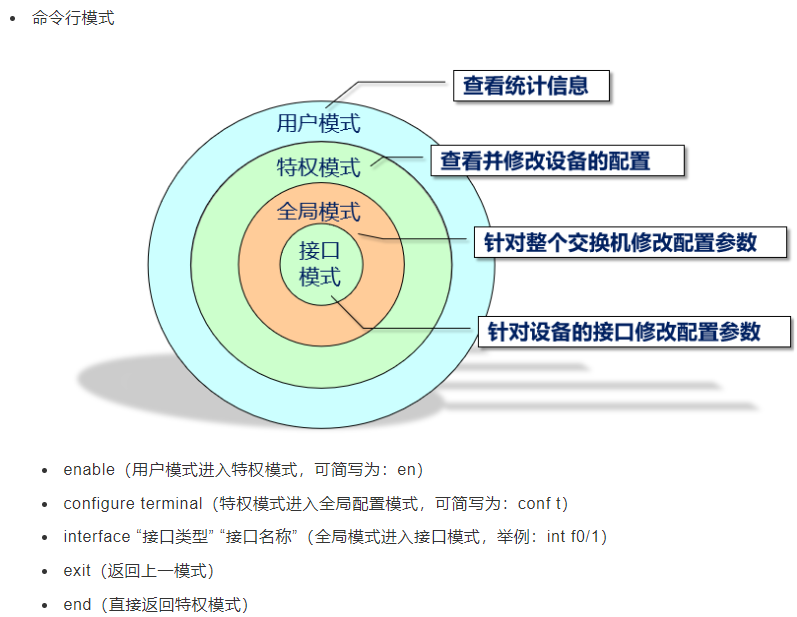 命令行模式
查看统计信息
用户模式
查看并修改设备的配置
特权模式
全局模式
针对整个交换机修改配置参数
接口
模式
针对设备的接口修改配置参数
enable（用户模式进入特权模式，可简写为：en）
configure terminal（特权模式进入全局配置模式，可简写为：conf t）
interface “接口类型” “接口名称”（全局模式进入接口模式，举例：int f0/1）
exit（返回上一模式）
end（直接返回特权模式）